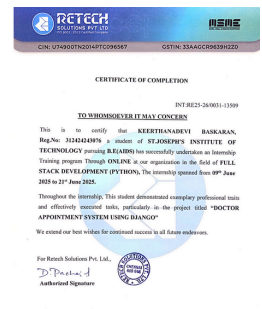 RETECH
SOLUTIONS PVT LTD
MSME
CIN: U74900TN2014PTC096567
GSTIN: 33AAGCR9639H2Z0
CERTIFICATE OF COMPLETION
INT:RE25-26/0031-13509
TO WHOMSOEVER IT MAY CONCERN
This is to certify that KEERTHANADEVI BASKARAN,
Reg.No: 312424243076 a student of ST.JOSEPH'S INSTITUTE OF
TECHNOLOGY pursuing B.E(AIDS) has successfully undertaken an Internship
Training program Through ONLINE at our organization in the field of FULL
STACK DEVELOPMENT (PYTHON), The internship spanned from 09th June
2025 to 21st June 2025.
Throughout the internship, This student demonstrated exemplary professional train
and effectively executed tasks, particularly in the project titled "DOCTOR
APPOINTMENT SYSTEM USING DJANGO"
We extend our best wishes for continued success in all future endeavors.
For Retech Solutions Pvt. Ltd.,
Authorized Signature